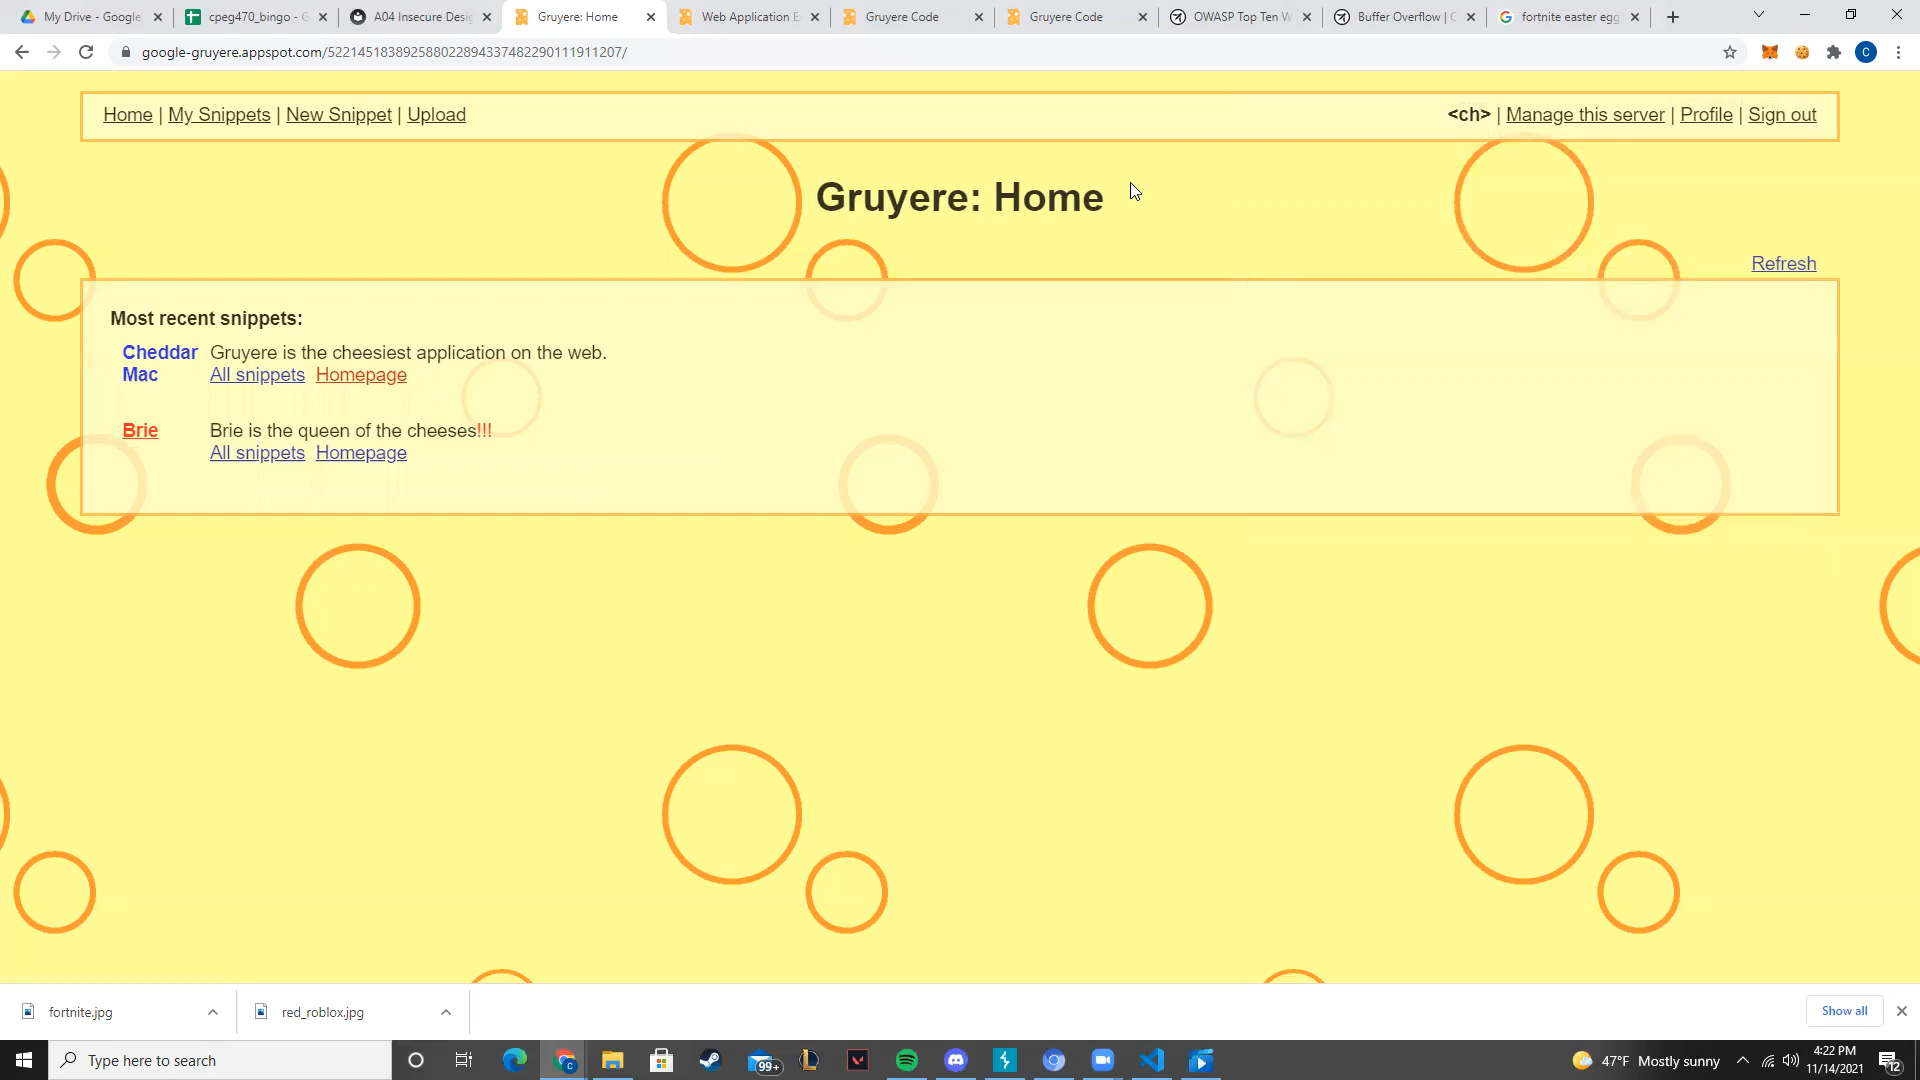 My Drive - Google
cpeg470_bingo - G
A04 Insecure Desig
Gruyere: Home
Web Application E
Gruyere Code
Gruyere Code
OWASP Top Ten W
Buffer Overflow | C
fortnite easter egg
google-gruyere.appspot.com/522145183892588022894337482290111911207/
C
Home | My Snippets | New Snippet | Upload
<ch> | Manage this server | Profile | Sign out
Gruyere: Home
Refresh
Most recent snippets:
Cheddar Mac
Gruyere is the cheesiest application on the web.
All snippets Homepage
Brie
Brie is the queen of the cheeses!!!
All snippets Homepage
fortnite.jpg
red_roblox.jpg
Show all
Type here to search
99+
47°F Mostly sunny
4:22 PM
11/14/2021
12